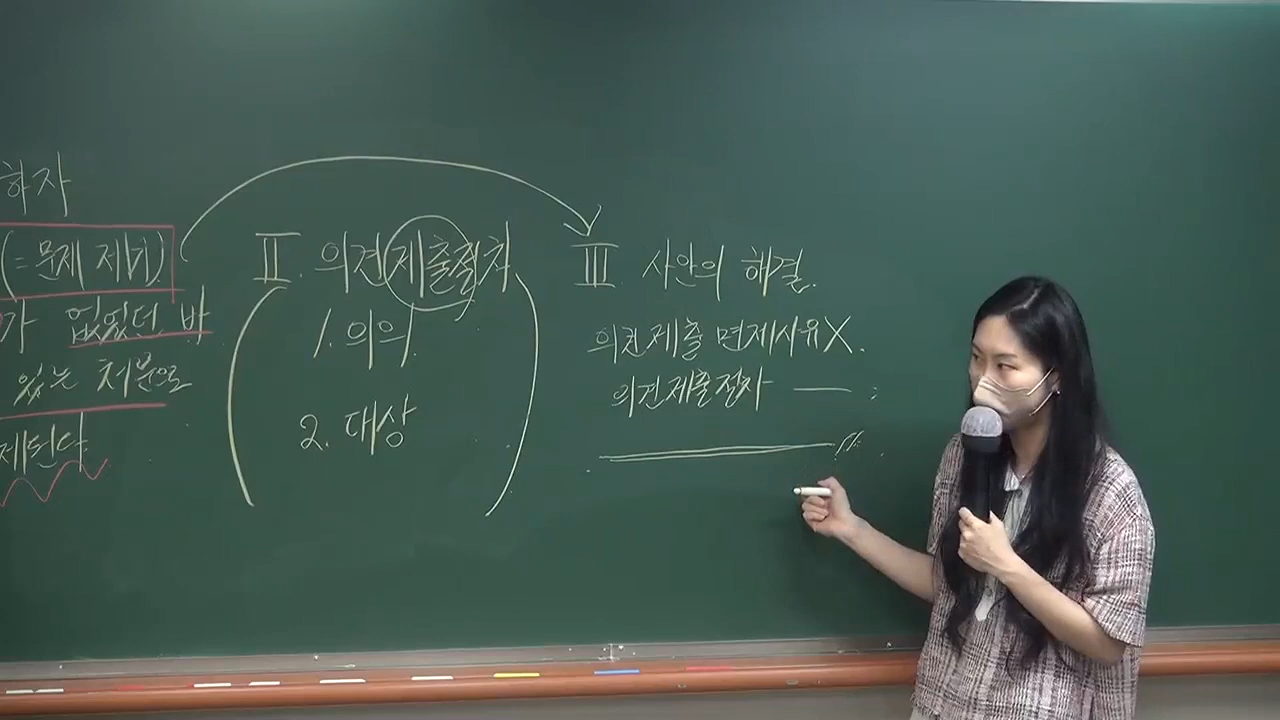 하자
(=문제 제기)
가 없었던 바
있는 처분으로
제된다
II. 의견제출절차
1. 의의
2. 대상
III 사안의 해결.
의견제출 면제사유X.
의견제출절차 —